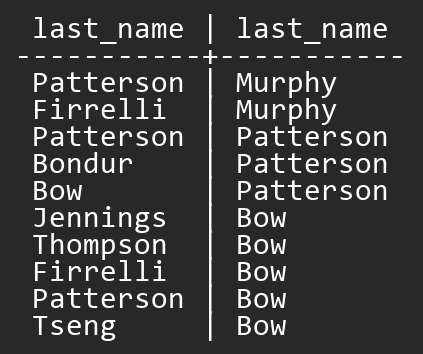 last_name | last_name
-----------+-----------
Patterson | Murphy
Firrelli | Murphy
Patterson | Patterson
Bondur | Patterson
Bow | Patterson
Jennings | Bow
Thompson | Bow
Firrelli | Bow
Patterson | Bow
Tseng | Bow